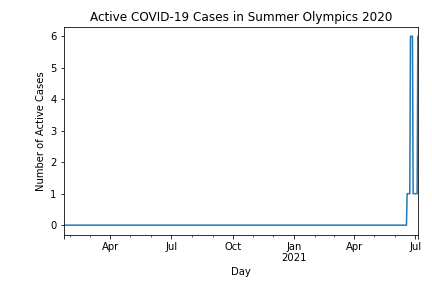 Active COVID-19 Cases in Summer Olympics 2020
Number of Active Cases
6
5
4
3
2
1
0
Apr
Jul
Oct
Jan
2021
Apr
Jul
Day